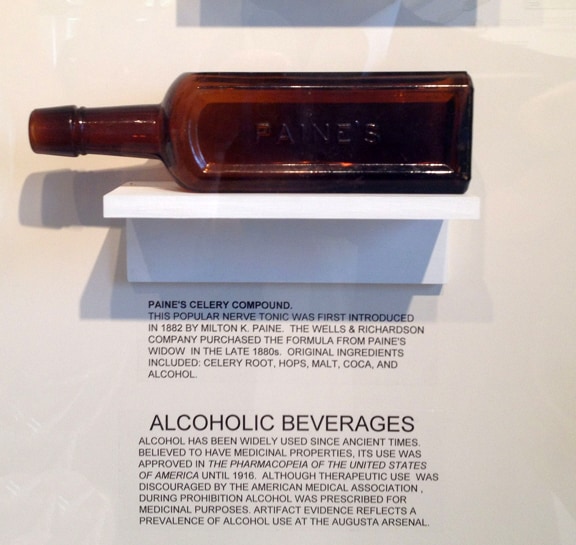 PAINE'S
PAINE'S CELERY COMPOUND.
THIS POPULAR NERVE TONIC WAS FIRST INTRODUCED
IN 1882 BY MILTON K. PAINE. THE WELLS & RICHARDSON
COMPANY PURCHASED THE FORMULA FROM PAINE'S
WIDOW IN THE LATE 1880s. ORIGINAL INGREDIENTS
INCLUDED: CELERY ROOT, HOPS, MALT, COCA, AND
ALCOHOL.
ALCOHOLIC BEVERAGES
ALCOHOL HAS BEEN WIDELY USED SINCE ANCIENT TIMES.
BELIEVED TO HAVE MEDICINAL PROPERTIES, ITS USE WAS
APPROVED IN THE PHARMACOPEIA OF THE UNITED STATES
OF AMERICA UNTIL 1916. ALTHOUGH THERAPEUTIC USE WAS
DISCOURAGED BY THE AMERICAN MEDICAL ASSOCIATION ,
DURING PROHIBITION ALCOHOL WAS PRESCRIBED FOR
MEDICINAL PURPOSES. ARTIFACT EVIDENCE REFLECTS A
PREVALENCE OF ALCOHOL USE AT THE AUGUSTA ARSENAL.